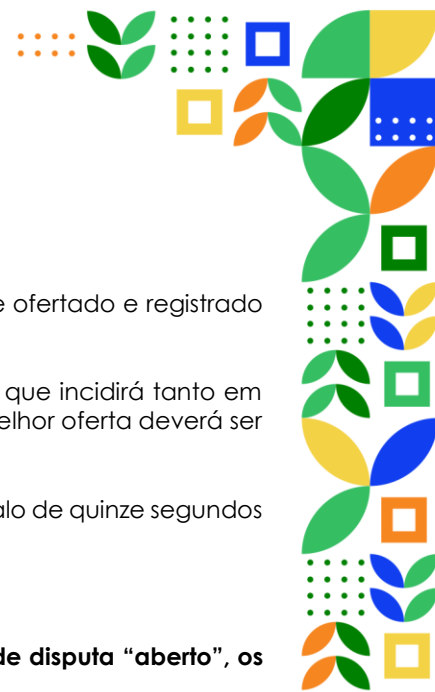 e ofertado e registrado
que incidirá tanto em
elhor oferta deverá ser
alo de quinze segundos
de disputa “aberto”, os